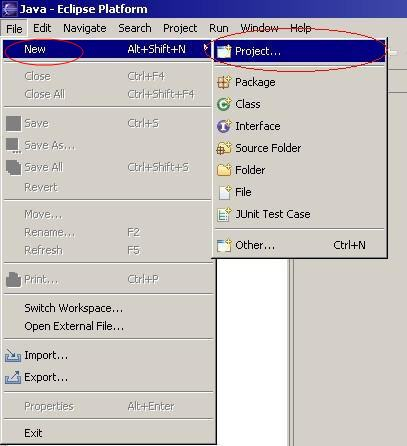 Java - Eclipse Platform
File Edit Navigate Search Project Run Window Help
New Alt+Shift+N
Close Ctrl+F4
Close All Ctrl+Shift+F4
Save Ctrl+S
Save As...
Save All Ctrl+Shift+S
Revert
Move...
Rename... F2
Refresh F5
Print... Ctrl+P
Switch Workspace...
Open External File...
Import...
Export...
Properties Alt+Enter
Exit
Project...
Package
Class
Interface
Source Folder
Folder
File
JUnit Test Case
Other... Ctrl+N